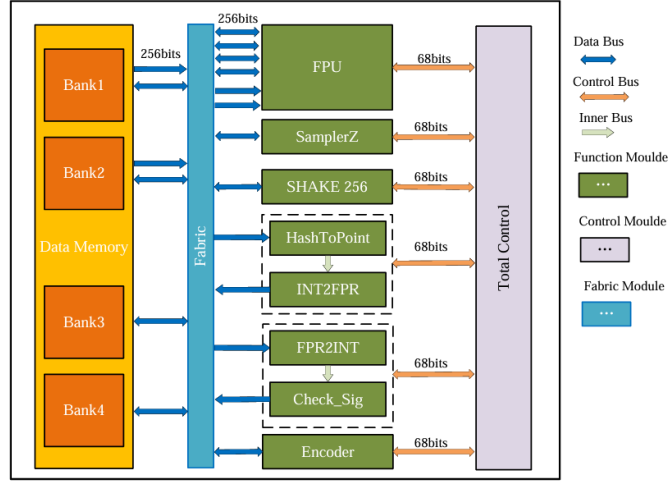 256bits
256bits
Bank1
Bank2
Data Memory
Bank3
Bank4
Fabric
FPU
SamplerZ
SHAKE 256
HashToPoint
INT2FPR
FPR2INT
Check_Sig
Encoder
68bits
68bits
68bits
68bits
68bits
68bits
Total Control
Data Bus
Control Bus
Inner Bus
Function Moulde
...
Control Moulde
...
Fabric Module
...